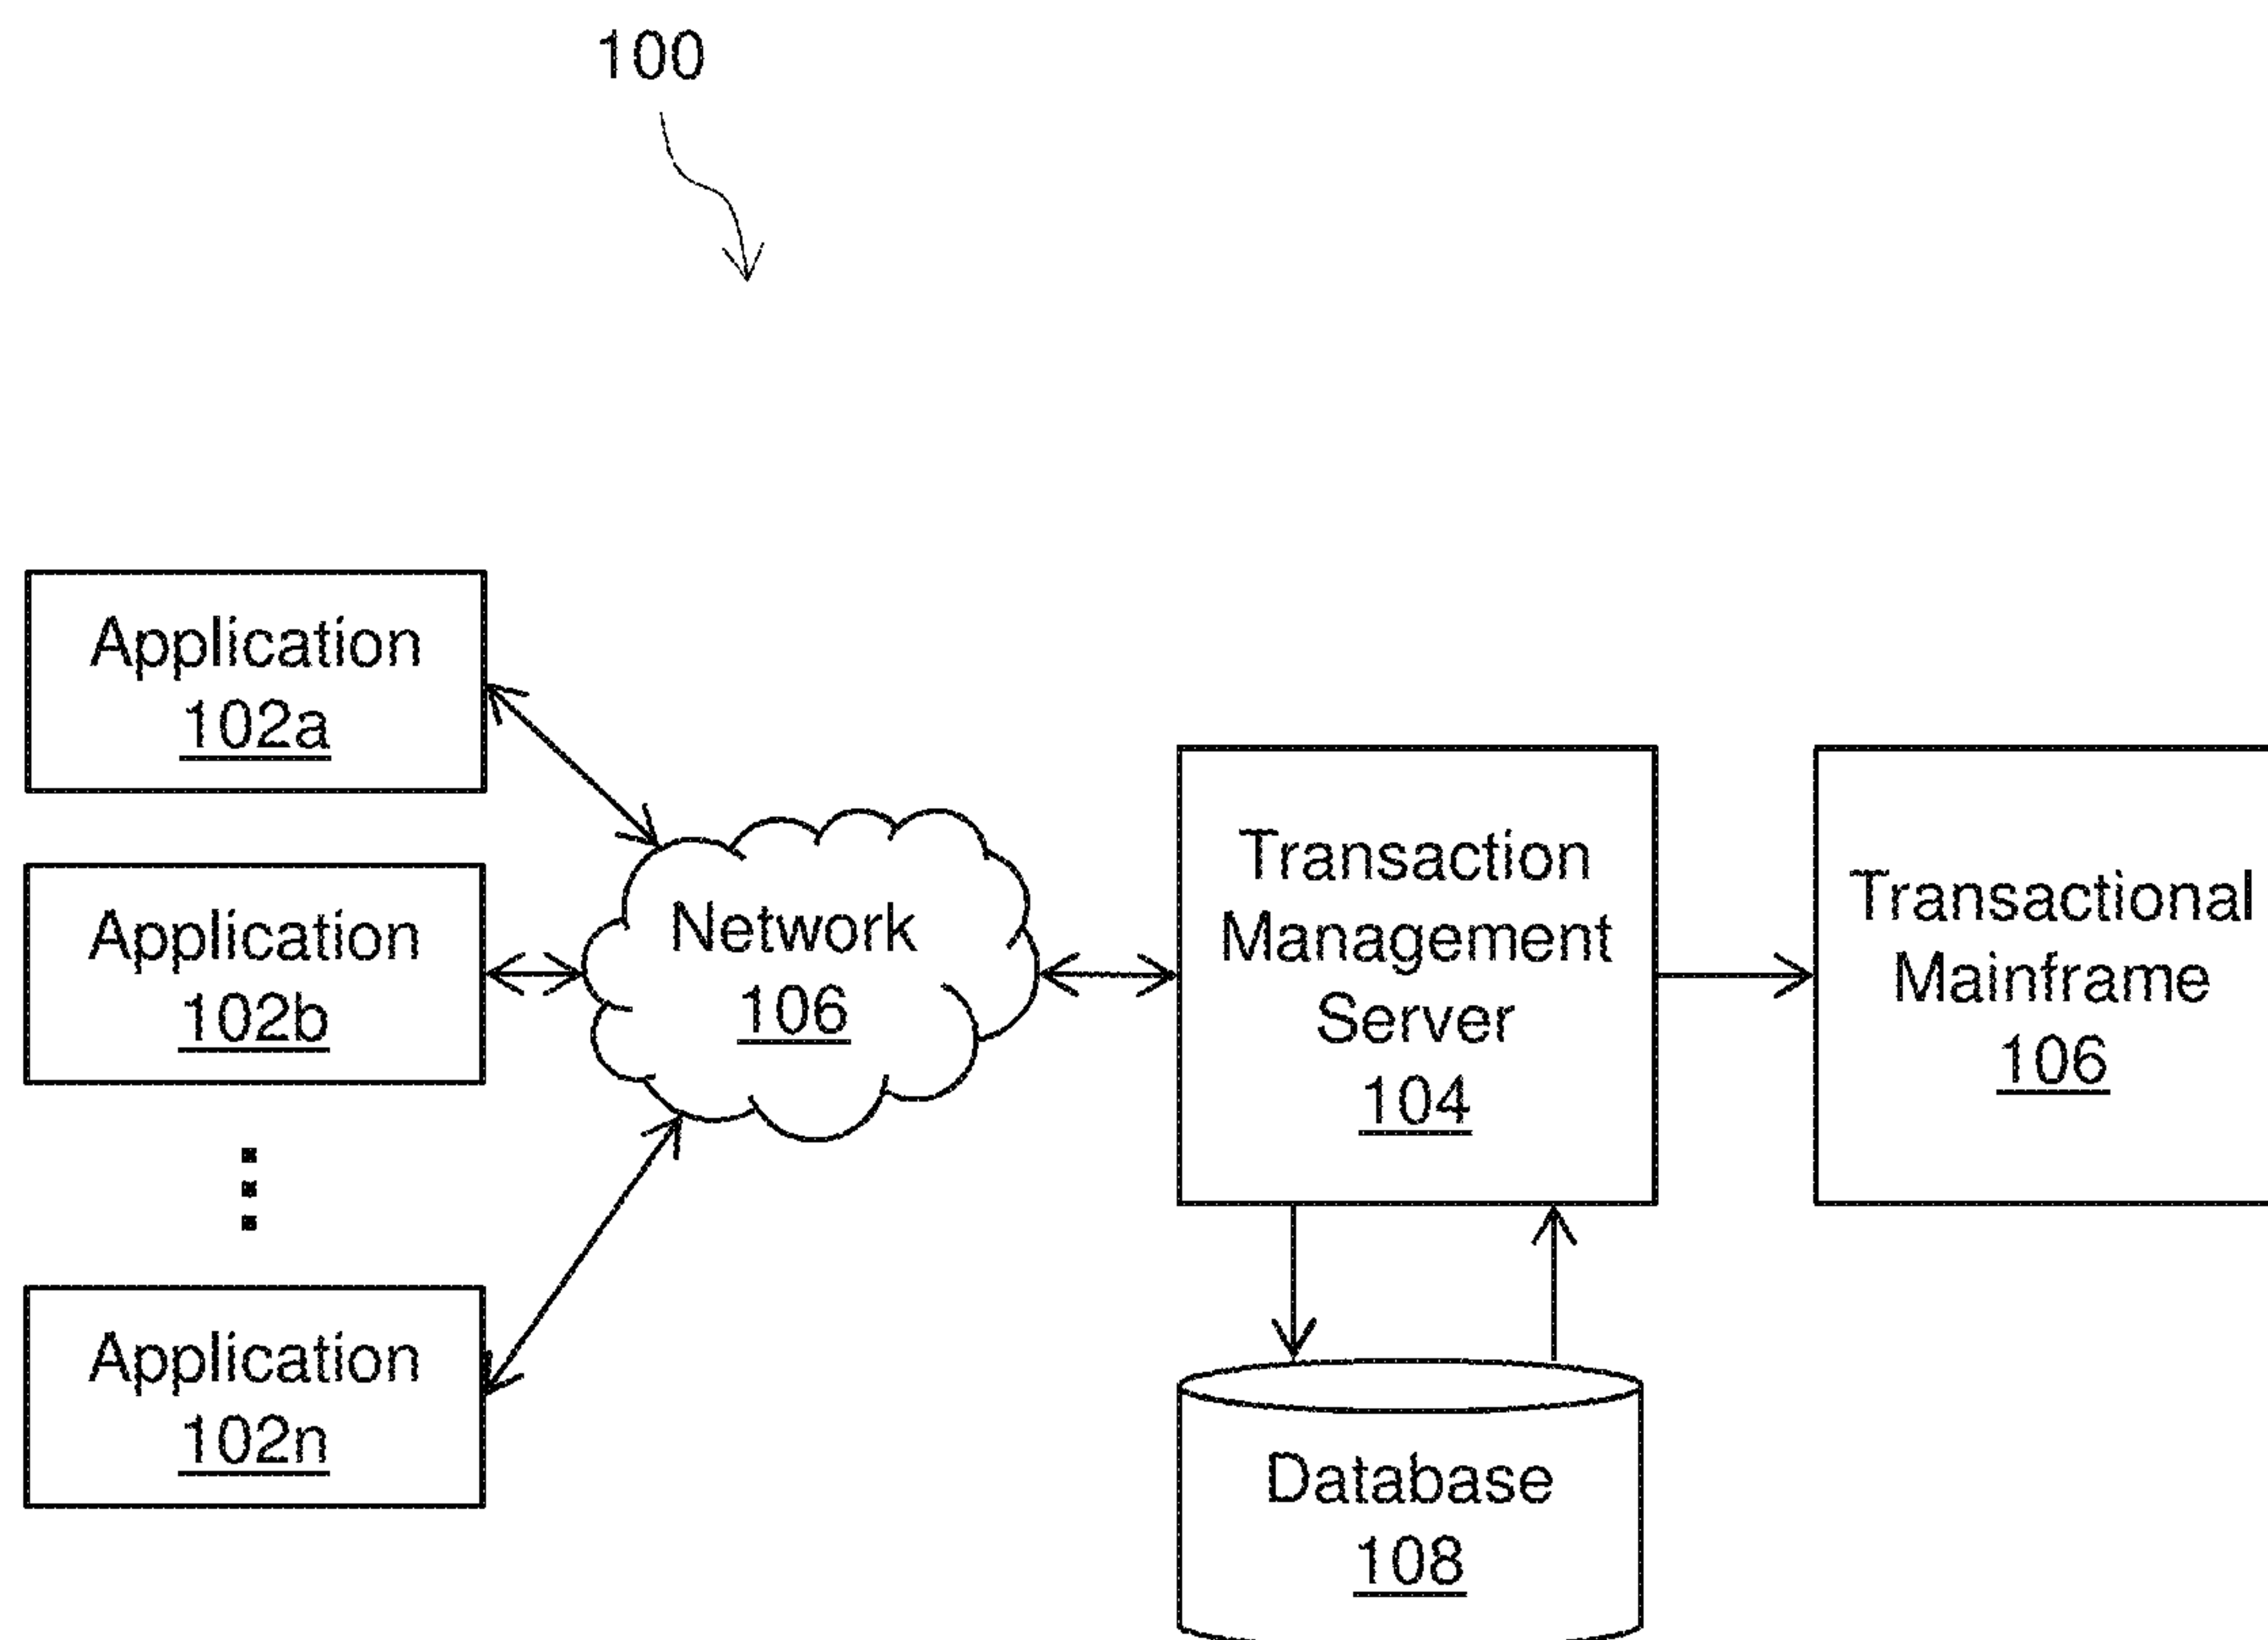 100
Application
102a
Application
102b
Application
102n
Network
106
Transaction
Management
Server
104
Transactional
Mainframe
106
Database
108